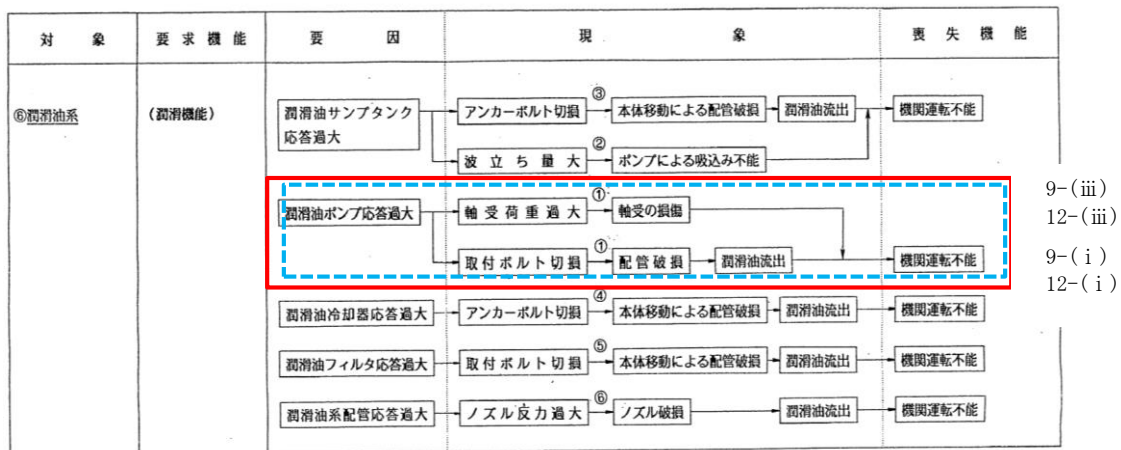 対象 要求機能 要因 現象 喪失機能
⑥潤滑油系 (潤滑機能)
潤滑油サンプタンク
応答過大
アンカーボルト切損 ③ 本体移動による配管破損 潤滑油流出 機関運転不能
波立ち量大 ② ポンプによる吸込み不能
潤滑油ポンプ応答過大 軸受荷重過大 ① 軸受の損傷
取付ボルト切損 ① 配管破損 潤滑油流出 機関運転不能
9-(ⅲ)
12-(ⅲ)
9-(ⅰ)
12-(ⅰ)
潤滑油冷却器応答過大 アンカーボルト切損 ④ 本体移動による配管破損 潤滑油流出 機関運転不能
潤滑油フィルタ応答過大 取付ボルト切損 ⑤ 本体移動による配管破損 潤滑油流出 機関運転不能
潤滑油系配管応答過大 ノズル反力過大 ⑥ ノズル破損 潤滑油流出 機関運転不能